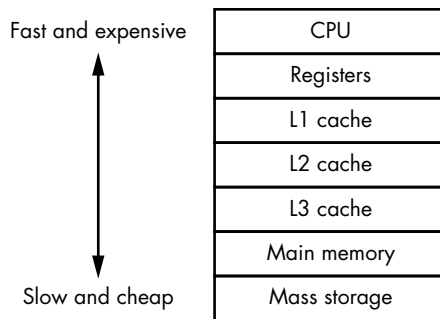 Fast and expensive
CPU
Registers
L1 cache
L2 cache
L3 cache
Main memory
Slow and cheap
Mass storage